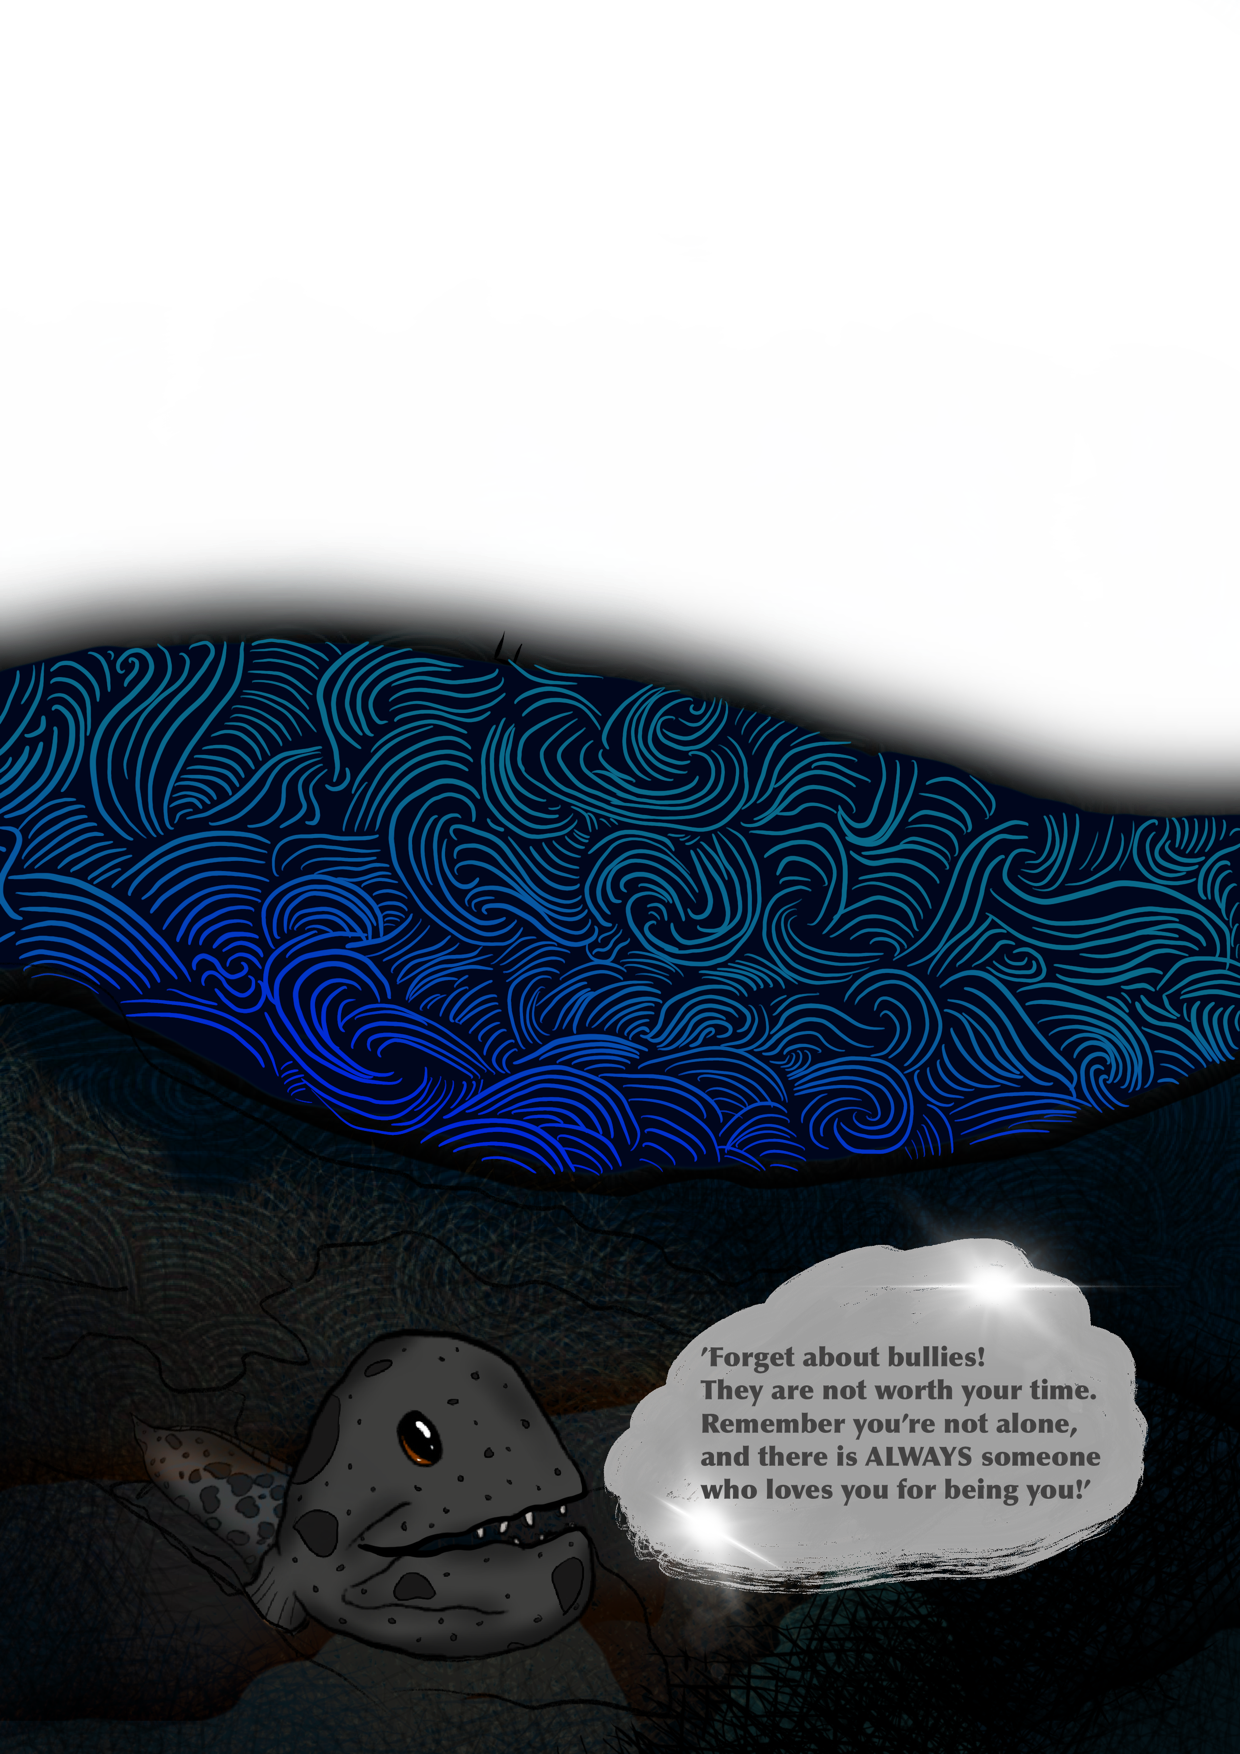 ’Forget about bullies!
They are not worth your time.
Remember you’re not alone,
and there is ALWAYS someone
who loves you for being you!’